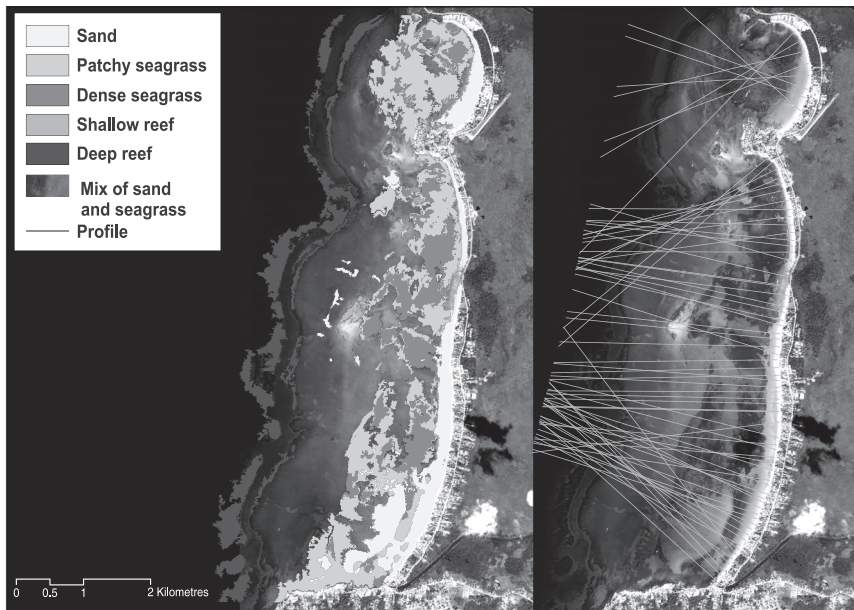 Sand
Patchy seagrass
Dense seagrass
Shallow reef
Deep reef
Mix of sand
and seagrass
Profile
0 0.5 1 2 Kilometres